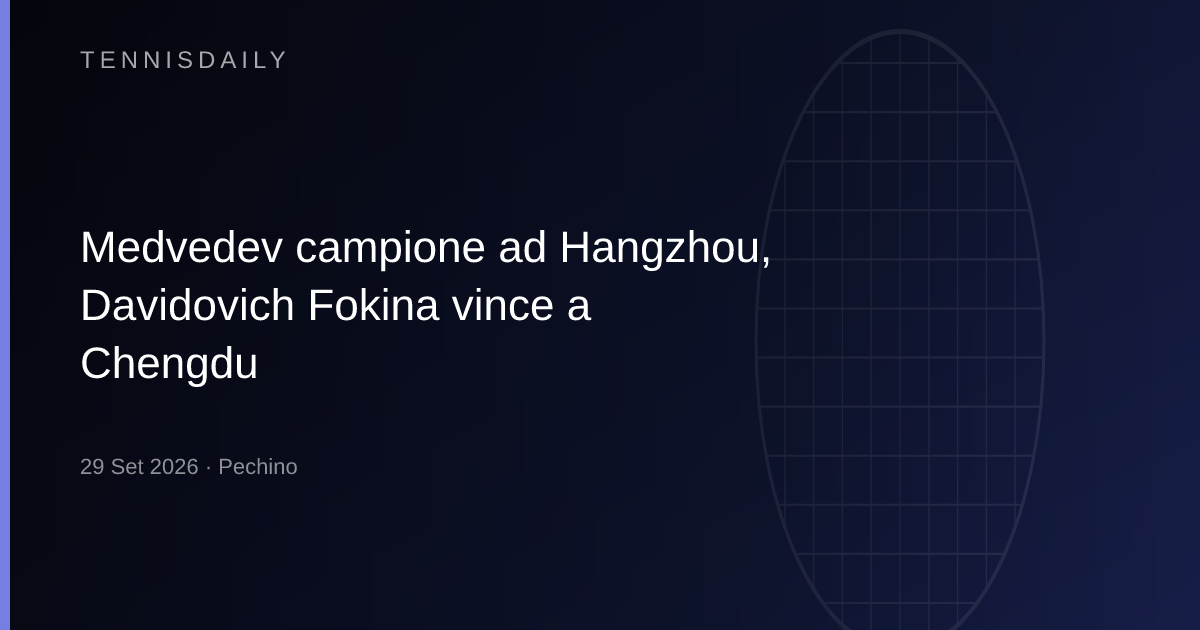 TENNISDAILY
Medvedev campione ad Hangzhou,
Davidovich Fokina vince a
Chengdu
29 Set 2026 · Pechino